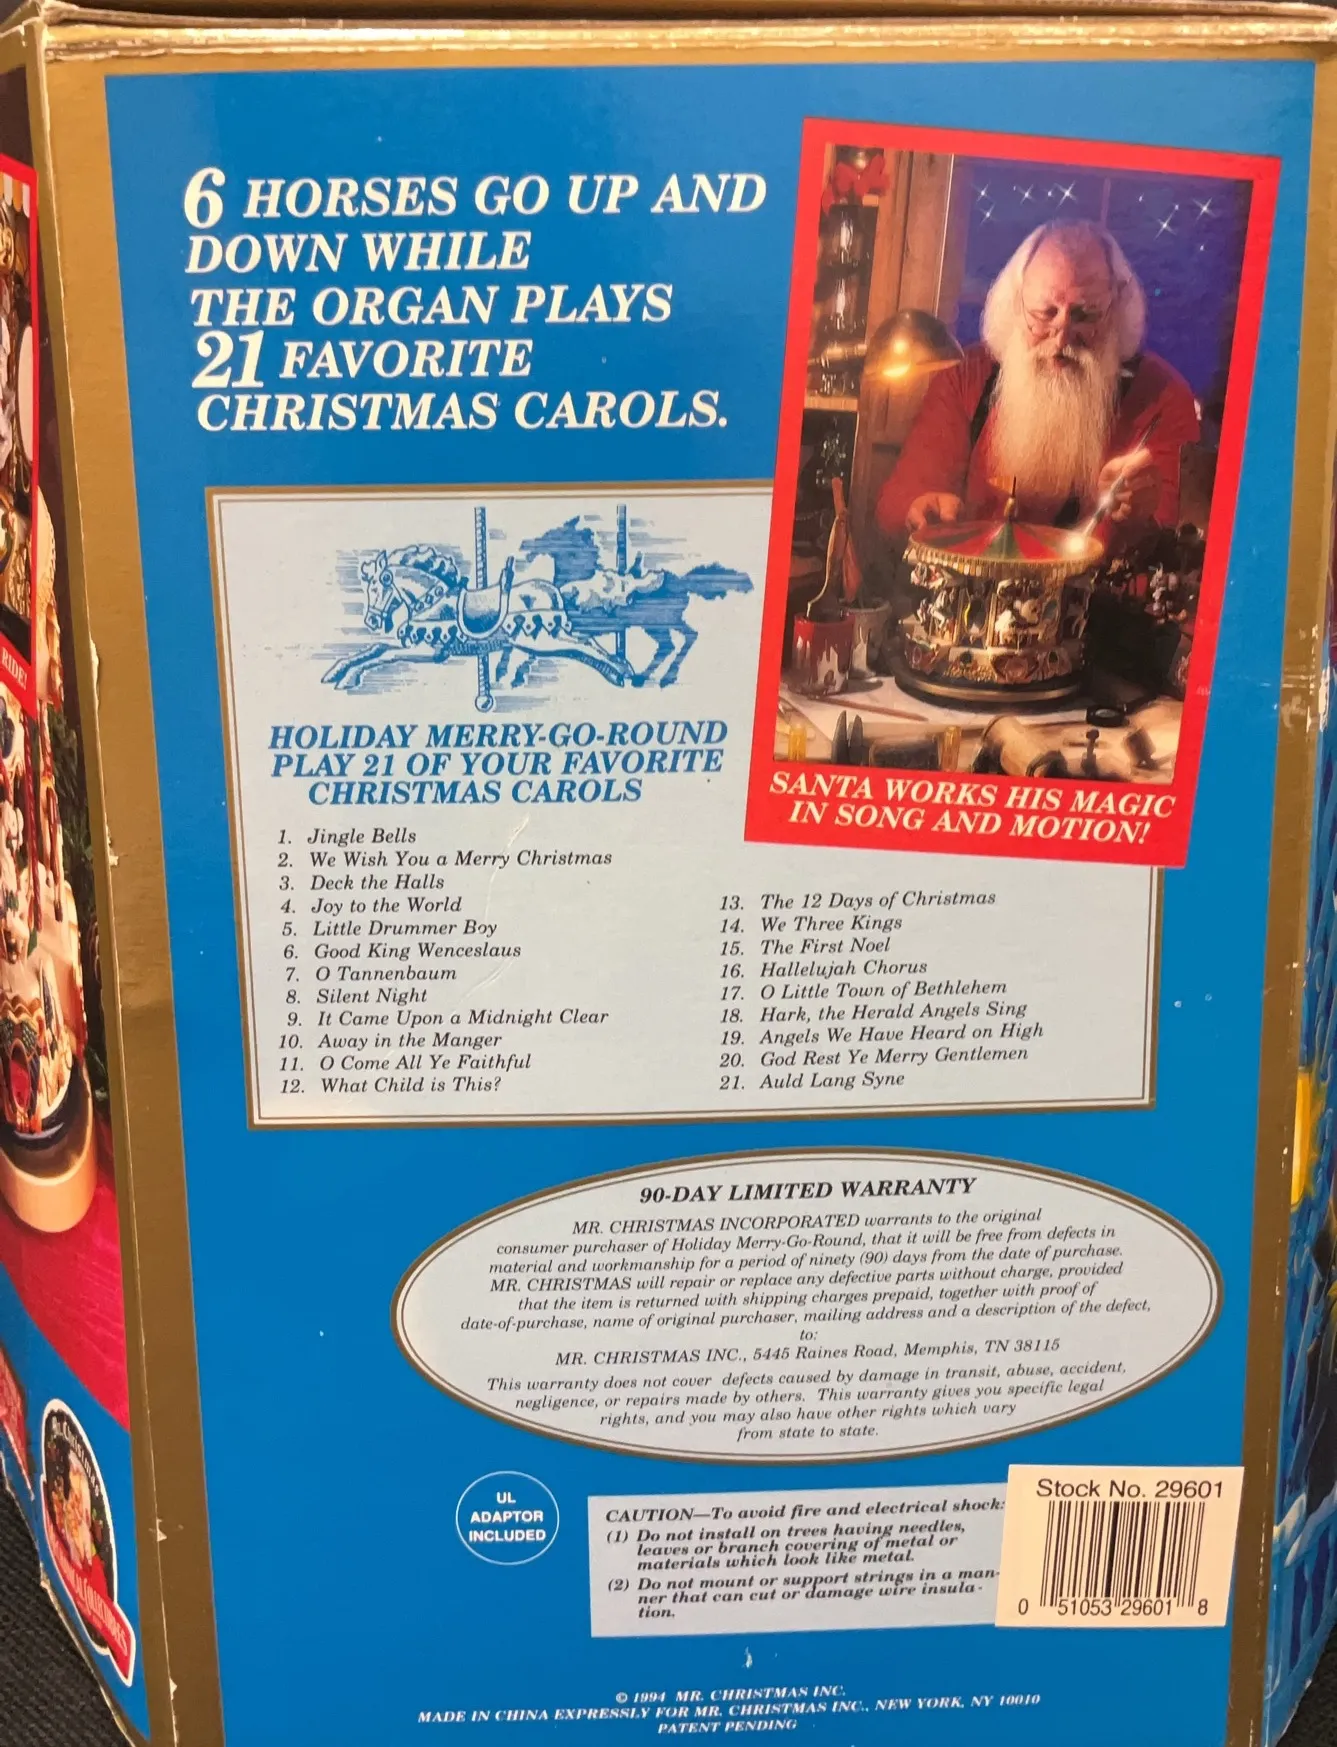 6 HORSES GO UP AND
DOWN WHILE
THE ORGAN PLAYS
21 FAVORITE
CHRISTMAS CAROLS.
SANTA WORKS HIS MAGIC
IN SONG AND MOTION!
HOLIDAY MERRY-GO-ROUND
PLAY 21 OF YOUR FAVORITE
CHRISTMAS CAROLS
1. Jingle Bells
2. We Wish You a Merry Christmas
3. Deck the Halls
4. Joy to the World
5. Little Drummer Boy
6. Good King Wenceslaus
7. O Tannenbaum
8. Silent Night
9. It Came Upon a Midnight Clear
10. Away in the Manger
11. O Come All Ye Faithful
12. What Child is This?
13. The 12 Days of Christmas
14. We Three Kings
15. The First Noel
16. Hallelujah Chorus
17. O Little Town of Bethlehem
18. Hark, the Herald Angels Sing
19. Angels We Have Heard on High
20. God Rest Ye Merry Gentlemen
21. Auld Lang Syne
90-DAY LIMITED WARRANTY
MR. CHRISTMAS INCORPORATED warrants to the original
consumer purchaser of Holiday Merry-Go-Round, that it will be free from defects in
material and workmanship for a period of ninety (90) days from the date of purchase.
MR. CHRISTMAS will repair or replace any defective parts without charge, provided
that the item is returned with shipping charges prepaid, together with proof of
date-of-purchase, name of original purchaser, mailing address and a description of the defect,
to:
MR. CHRISTMAS INC., 5445 Raines Road, Memphis, TN 38115
This warranty does not cover defects caused by damage in transit, abuse, accident,
negligence, or repairs made by others. This warranty gives you specific legal
rights, and you may also have other rights which vary
from state to state.
UL
ADAPTOR
INCLUDED
CAUTION—To avoid fire and electrical shock:
(1) Do not install on trees having needles,
leaves or branch covering of metal or
materials which look like metal.
(2) Do not mount or support strings in a man-
ner that can cut or damage wire insula-
tion.
Stock No. 29601
0 51053 29601 8
© 1994 MR. CHRISTMAS INC.
MADE IN CHINA EXPRESSLY FOR MR. CHRISTMAS INC., NEW YORK, NY 10010
PATENT PENDING
RIDE!
Mr. Christmas
COLLECTIBLES